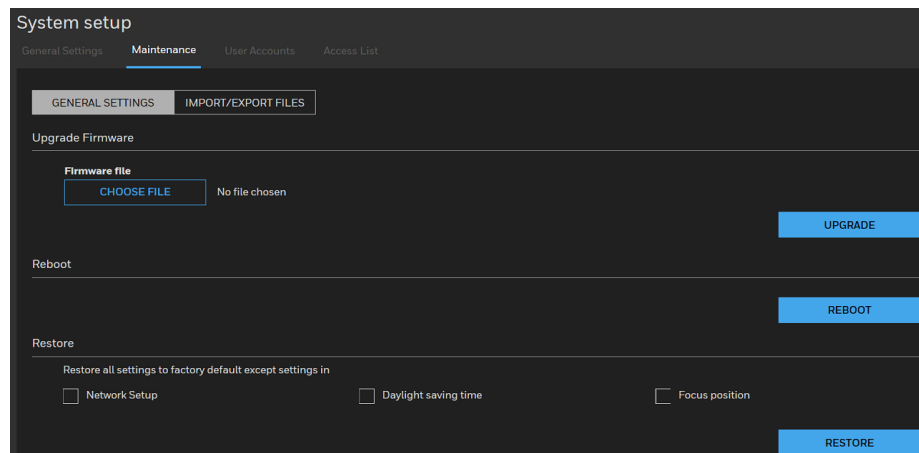 System setup
General Settings Maintenance User Accounts Access List
GENERAL SETTINGS IMPORT/EXPORT FILES
Upgrade Firmware
Firmware file
CHOOSE FILE No file chosen
UPGRADE
Reboot
REBOOT
Restore
Restore all settings to factory default except settings in
Network Setup Daylight saving time Focus position
RESTORE